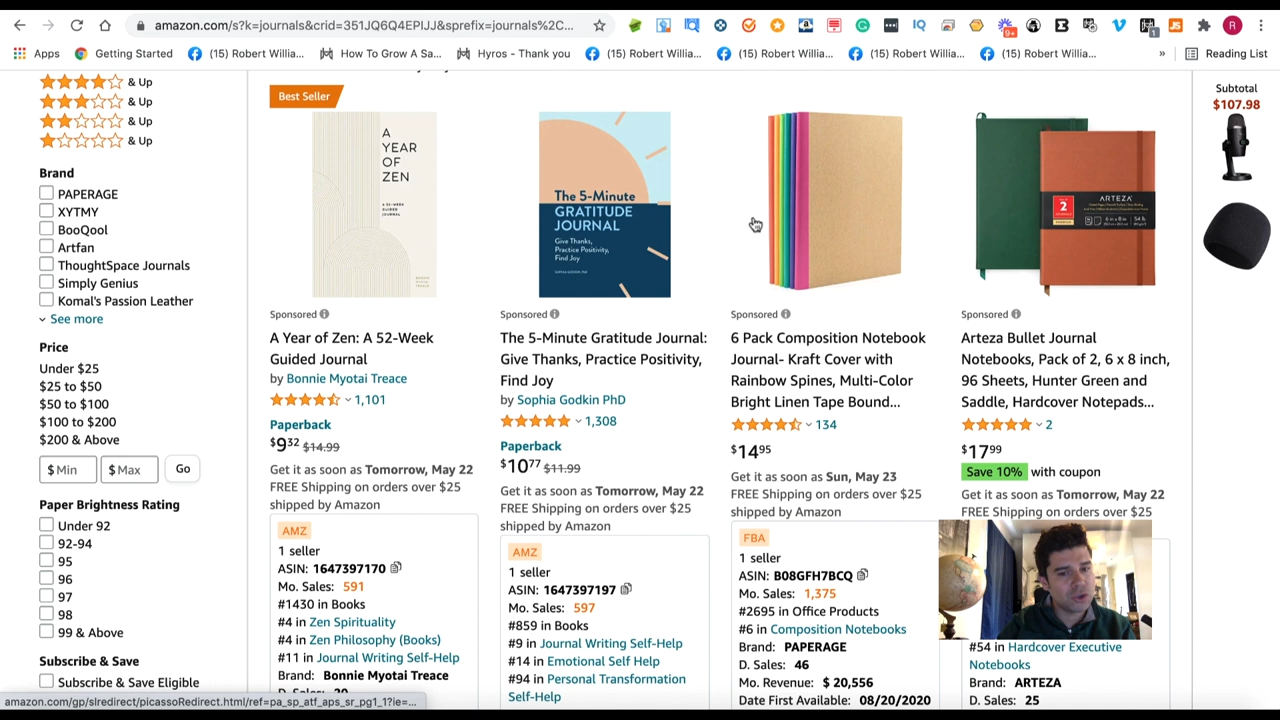 amazon.com/s?k=journals&crid=351JQ6Q4EPIJJ&sprefix=journals%2C...
9+
1
R
Apps
Getting Started
(15) Robert Willia...
How To Grow A Sa...
Hyros - Thank you
(15) Robert Willia...
(15) Robert Willia...
(15) Robert Willia...
(15) Robert Willia...
»
Reading List
& Up
& Up
& Up
& Up
Brand
PAPERAGE
XYTMY
BooQool
Artfan
ThoughtSpace Journals
Simply Genius
Komal's Passion Leather
See more
Price
Under $25
$25 to $50
$50 to $100
$100 to $200
$200 & Above
$ Min
$ Max
Go
Paper Brightness Rating
Under 92
92-94
95
96
97
98
99 & Above
Subscribe & Save
Subscribe & Save Eligible
Best Seller
A
YEAR
OF
ZEN
A 52-WEEK
GUIDED
JOURNAL
Sponsored
A Year of Zen: A 52-Week
Guided Journal
by Bonnie Myotai Treace
1,101
Paperback
$9.32 $14.99
Get it as soon as Tomorrow, May 22
FREE Shipping on orders over $25
shipped by Amazon
AMZ
1 seller
ASIN: 1647397170
Mo. Sales: 591
#1430 in Books
#4 in Zen Spirituality
#4 in Zen Philosophy (Books)
#11 in Journal Writing Self-Help
Brand: Bonnie Myotai Treace
The 5-Minute
GRATITUDE
JOURNAL
Give Thanks,
Practice Positivity,
Find Joy
SOPHIA GODKIN, PHD
Sponsored
The 5-Minute Gratitude Journal:
Give Thanks, Practice Positivity,
Find Joy
by Sophia Godkin PhD
1,308
Paperback
$10.77 $11.99
Get it as soon as Tomorrow, May 22
FREE Shipping on orders over $25
shipped by Amazon
AMZ
1 seller
ASIN: 1647397197
Mo. Sales: 597
#859 in Books
#9 in Journal Writing Self-Help
#14 in Emotional Self Help
#94 in Personal Transformation
Self-Help
Sponsored
6 Pack Composition Notebook
Journal- Kraft Cover with
Rainbow Spines, Multi-Color
Bright Linen Tape Bound...
134
$14.95
Get it as soon as Sun, May 23
FREE Shipping on orders over $25
shipped by Amazon
FBA
1 seller
ASIN: B08GFH7BCQ
Mo. Sales: 1,375
#2695 in Office Products
#6 in Composition Notebooks
Brand: PAPERAGE
D. Sales: 46
Mo. Revenue: $ 20,556
Date First Available: 08/20/2020
ARTEZA
2
6 in x 8 in
Sponsored
Arteza Bullet Journal
Notebooks, Pack of 2, 6 x 8 inch,
96 Sheets, Hunter Green and
Saddle, Hardcover Notepads...
2
$17.99
Save 10% with coupon
Get it as soon as Tomorrow, May 22
FREE Shipping on orders over $25
#54 in Hardcover Executive
Notebooks
Brand: ARTEZA
D. Sales: 25
Subtotal
$107.98
amazon.com/gp/slredirect/picassoRedirect.html/ref=pa_sp_atf_aps_sr_pg1_1?ie=...